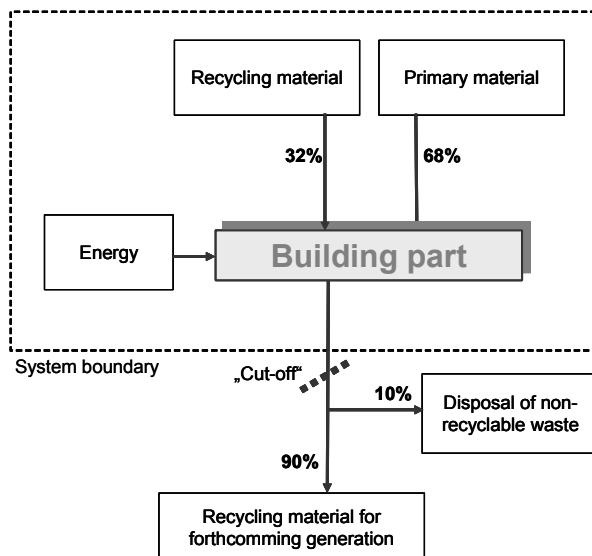 Recycling material
Primary material
32%
68%
Energy
Building part
System boundary
„Cut-off“
10%
Disposal of non-
recyclable waste
90%
Recycling material for
forthcomming generation